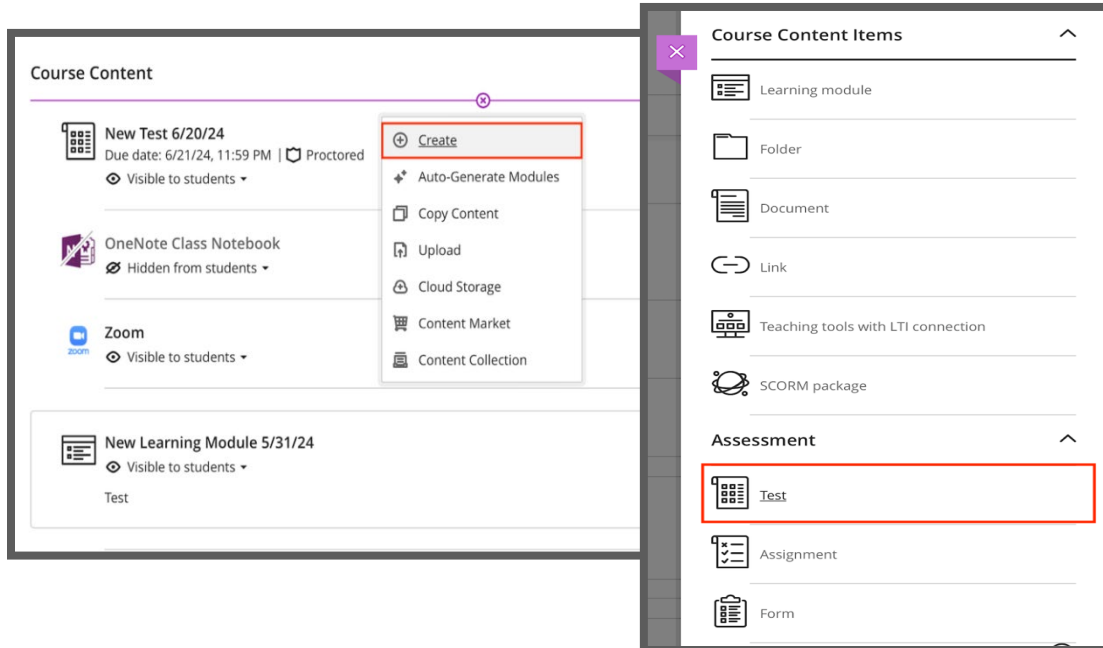 Course Content
New Test 6/20/24
Due date: 6/21/24, 11:59 PM | Proctored
Visible to students
OneNote Class Notebook
Hidden from students
zoom
Zoom
Visible to students
New Learning Module 5/31/24
Visible to students
Test
Create
Auto-Generate Modules
Copy Content
Upload
Cloud Storage
Content Market
Content Collection
Course Content Items
Learning module
Folder
Document
Link
Teaching tools with LTI connection
SCORM package
Assessment
Test
Assignment
Form